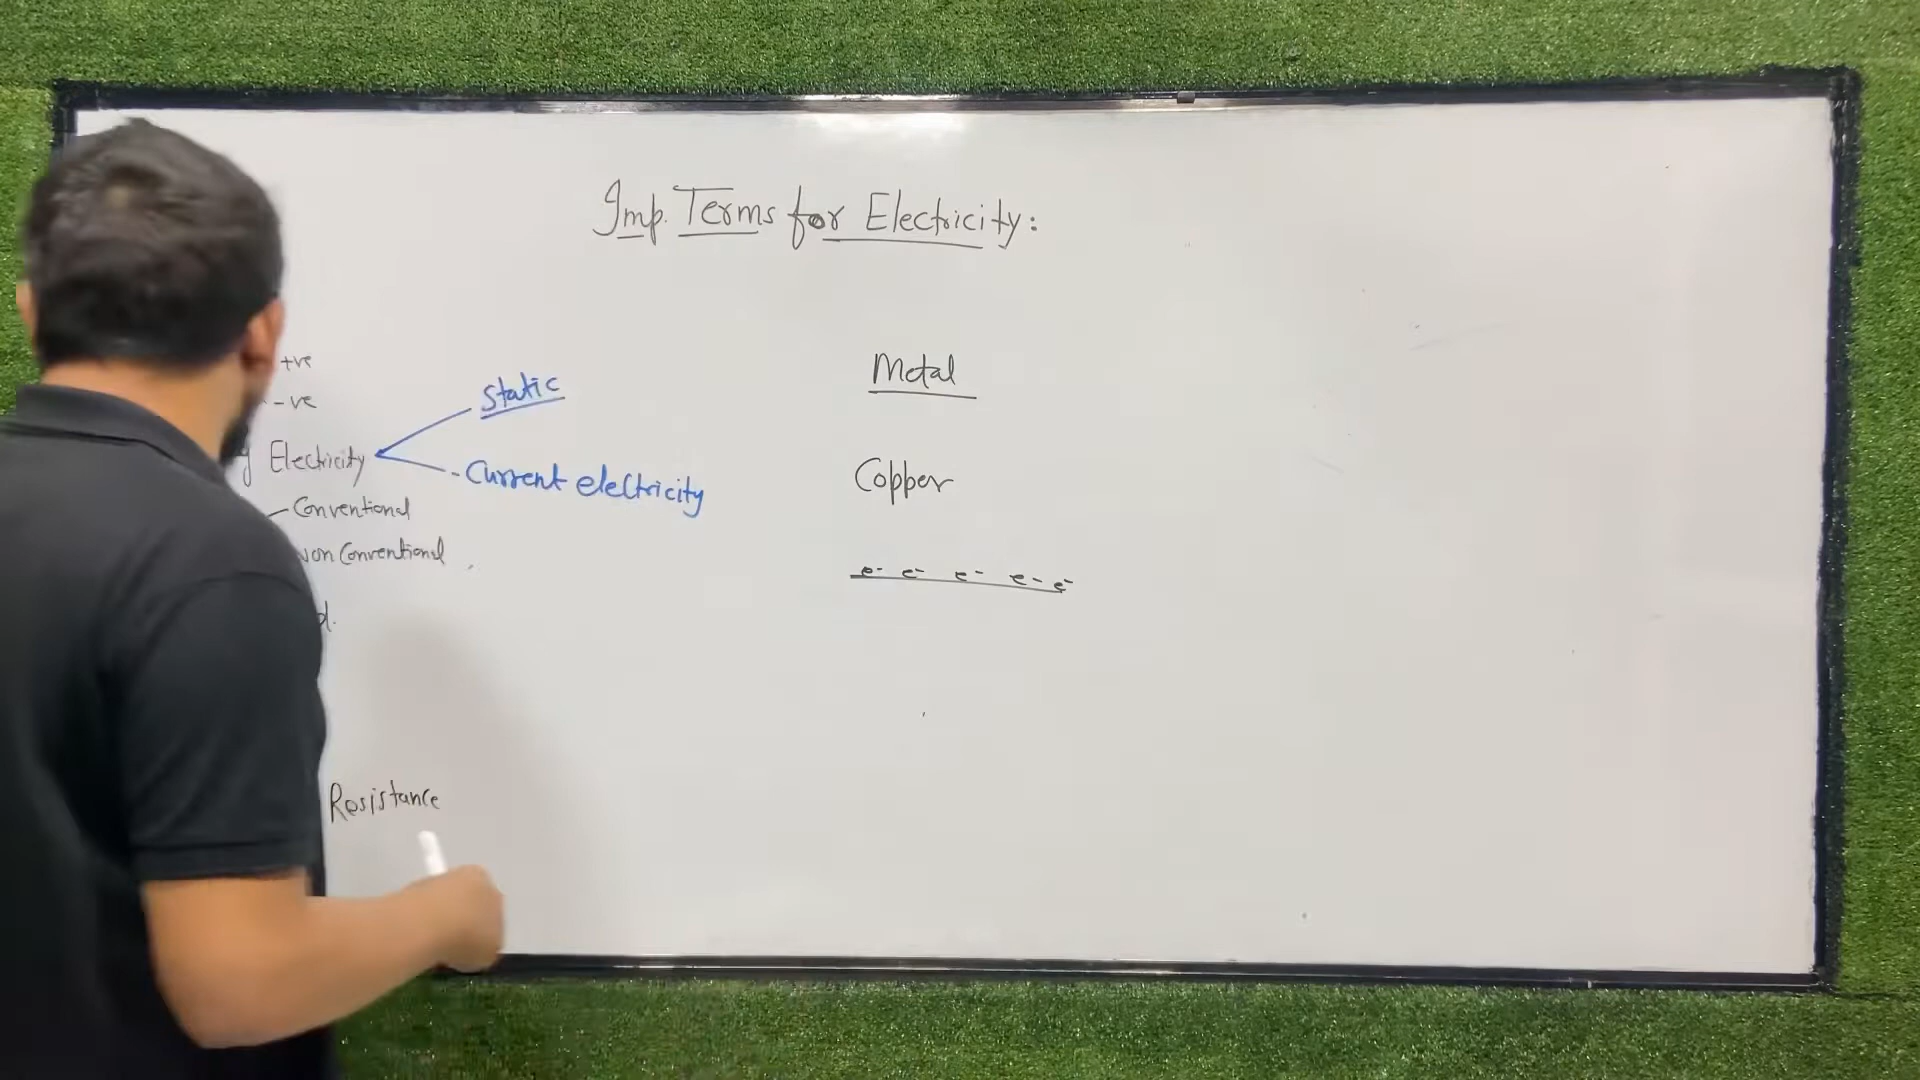 Imp. Terms for Electricity:
+ve
-ve
Electricity
Static
Current electricity
Conventional
Non Conventional
Resistance
Metal
Copper
e- e- e- e- e-